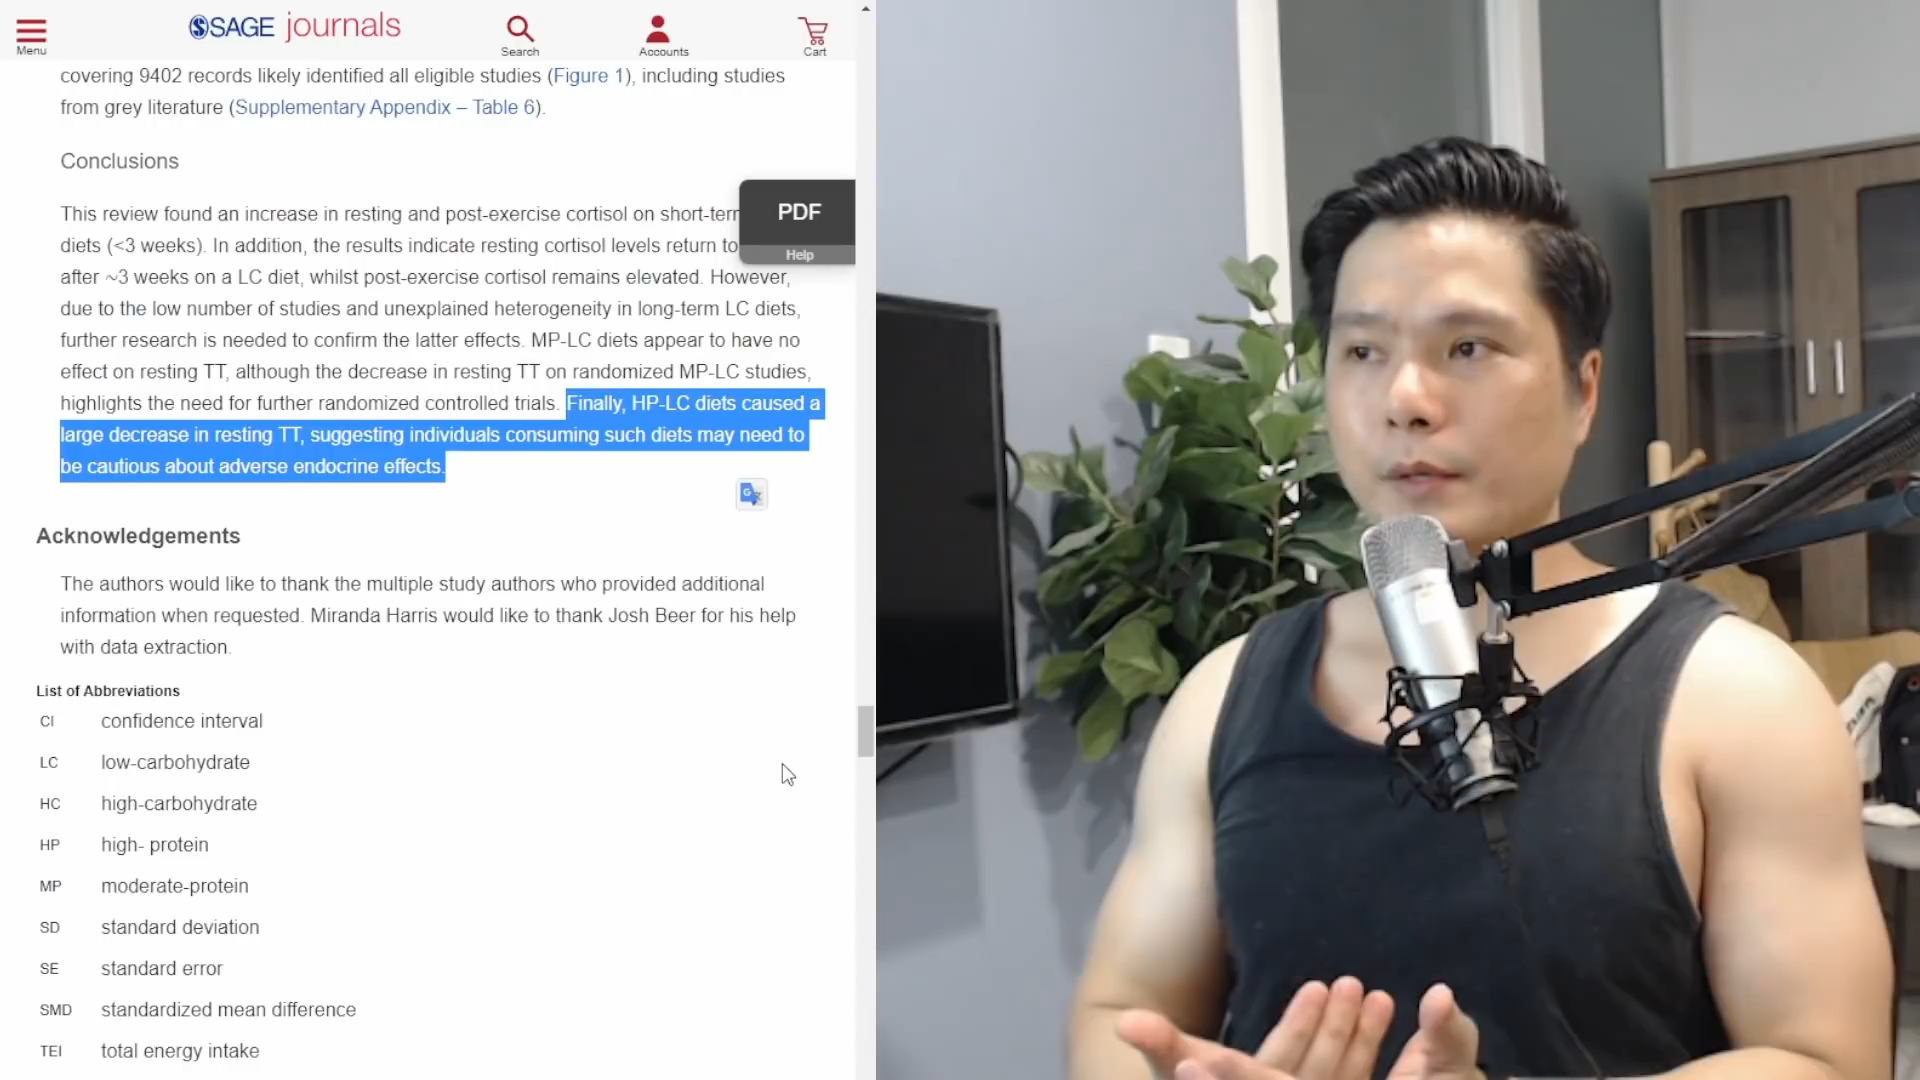 Menu
SAGE journals
Search
Accounts
Cart
covering 9402 records likely identified all eligible studies (Figure 1), including studies
from grey literature (Supplementary Appendix – Table 6).
Conclusions
This review found an increase in resting and post-exercise cortisol on short-ter
diets (<3 weeks). In addition, the results indicate resting cortisol levels return to
after ~3 weeks on a LC diet, whilst post-exercise cortisol remains elevated. However,
due to the low number of studies and unexplained heterogeneity in long-term LC diets,
further research is needed to confirm the latter effects. MP-LC diets appear to have no
effect on resting TT, although the decrease in resting TT on randomized MP-LC studies,
highlights the need for further randomized controlled trials. Finally, HP-LC diets caused a
large decrease in resting TT, suggesting individuals consuming such diets may need to
be cautious about adverse endocrine effects.
PDF
Help
G
Acknowledgements
The authors would like to thank the multiple study authors who provided additional
information when requested. Miranda Harris would like to thank Josh Beer for his help
with data extraction.
List of Abbreviations
CI confidence interval
LC low-carbohydrate
HC high-carbohydrate
HP high- protein
MP moderate-protein
SD standard deviation
SE standard error
SMD standardized mean difference
TEI total energy intake